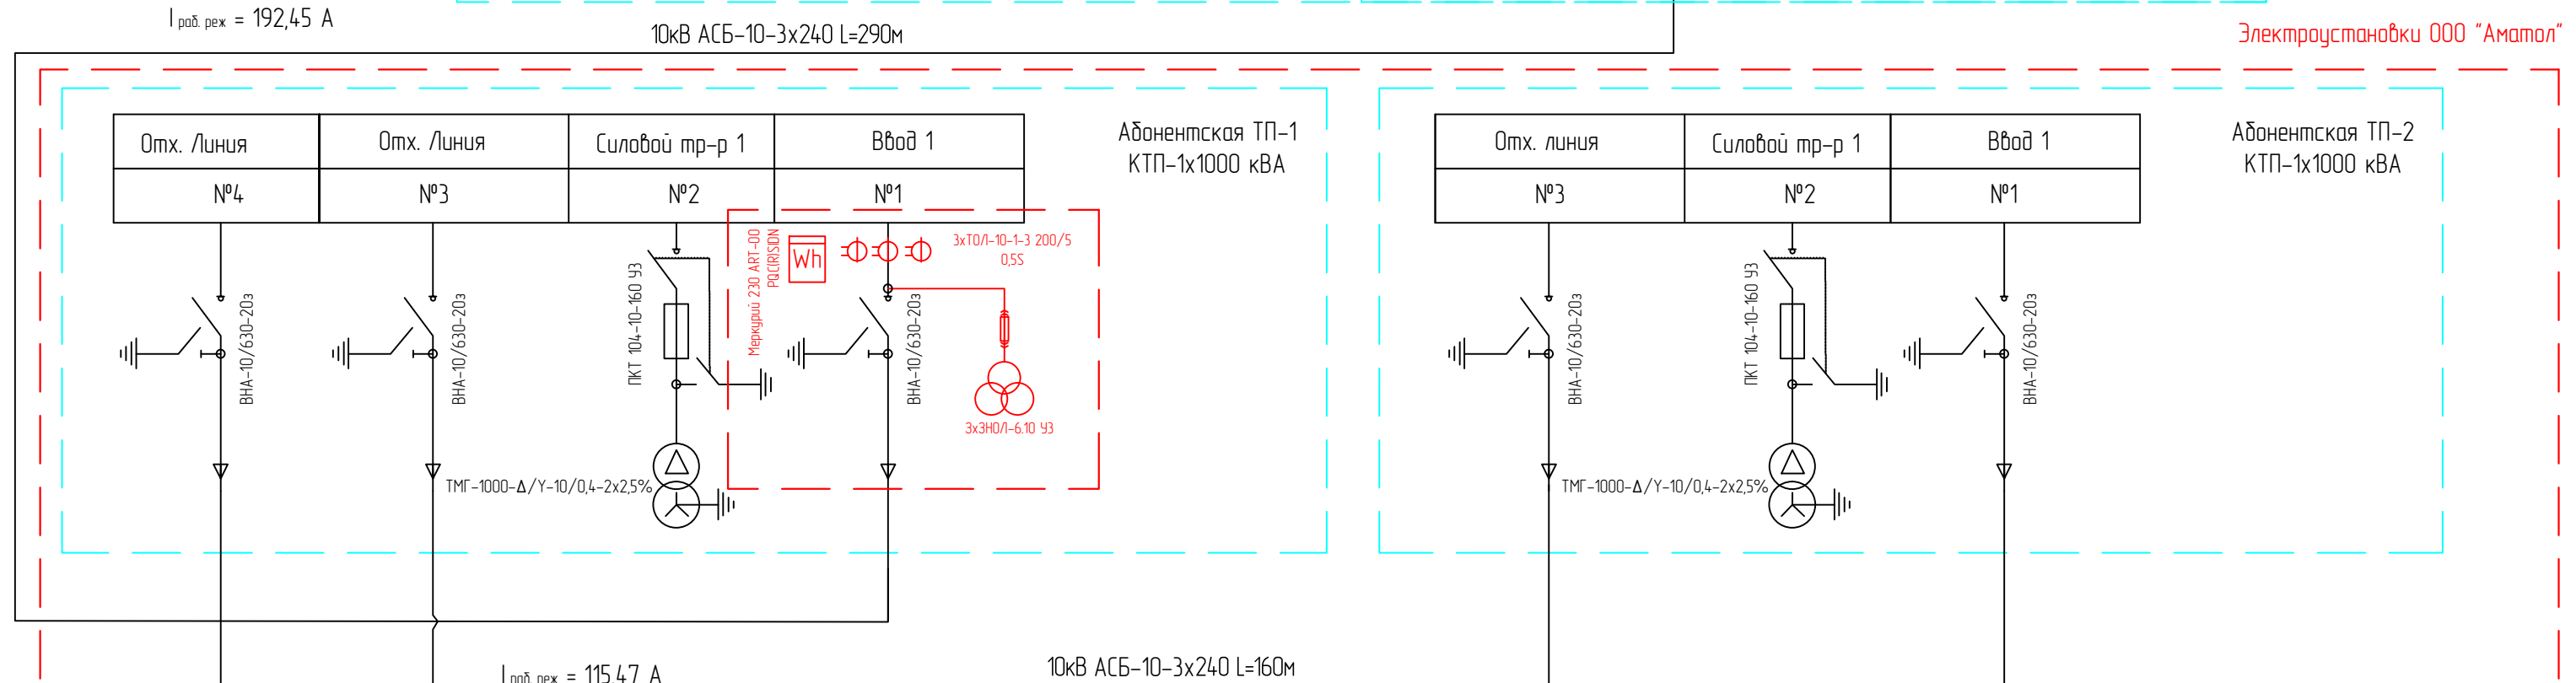 I раб. реж = 192,45 А
10кВ АСБ-10-3х240 L=290м
Электроустановки ООО "Аматол"
Отх. Линия
Отх. Линия
Силовой тр-р 1
Ввод 1
№4
№3
№2
№1
Абонентская ТП-1
КТП-1х1000 кВА
Отх. линия
Силовой тр-р 1
Ввод 1
№3
№2
№1
Абонентская ТП-2
КТП-1х1000 кВА
ВНА-10/630-20з
ВНА-10/630-20з
ПКТ 104-10-160 У3
Меркурий 230 ART-00
PQC(R)SIDN
Wh
3хТОЛ-10-1-3 200/5
0,5S
ВНА-10/630-20з
3хЗНОЛ-6.10 У3
ТМГ-1000-Δ/Y-10/0,4-2х2,5%
ВНА-10/630-20з
ПКТ 104-10-160 У3
ВНА-10/630-20з
ТМГ-1000-Δ/Y-10/0,4-2х2,5%
I раб. реж = 115,47 А
10кВ АСБ-10-3х240 L=160м